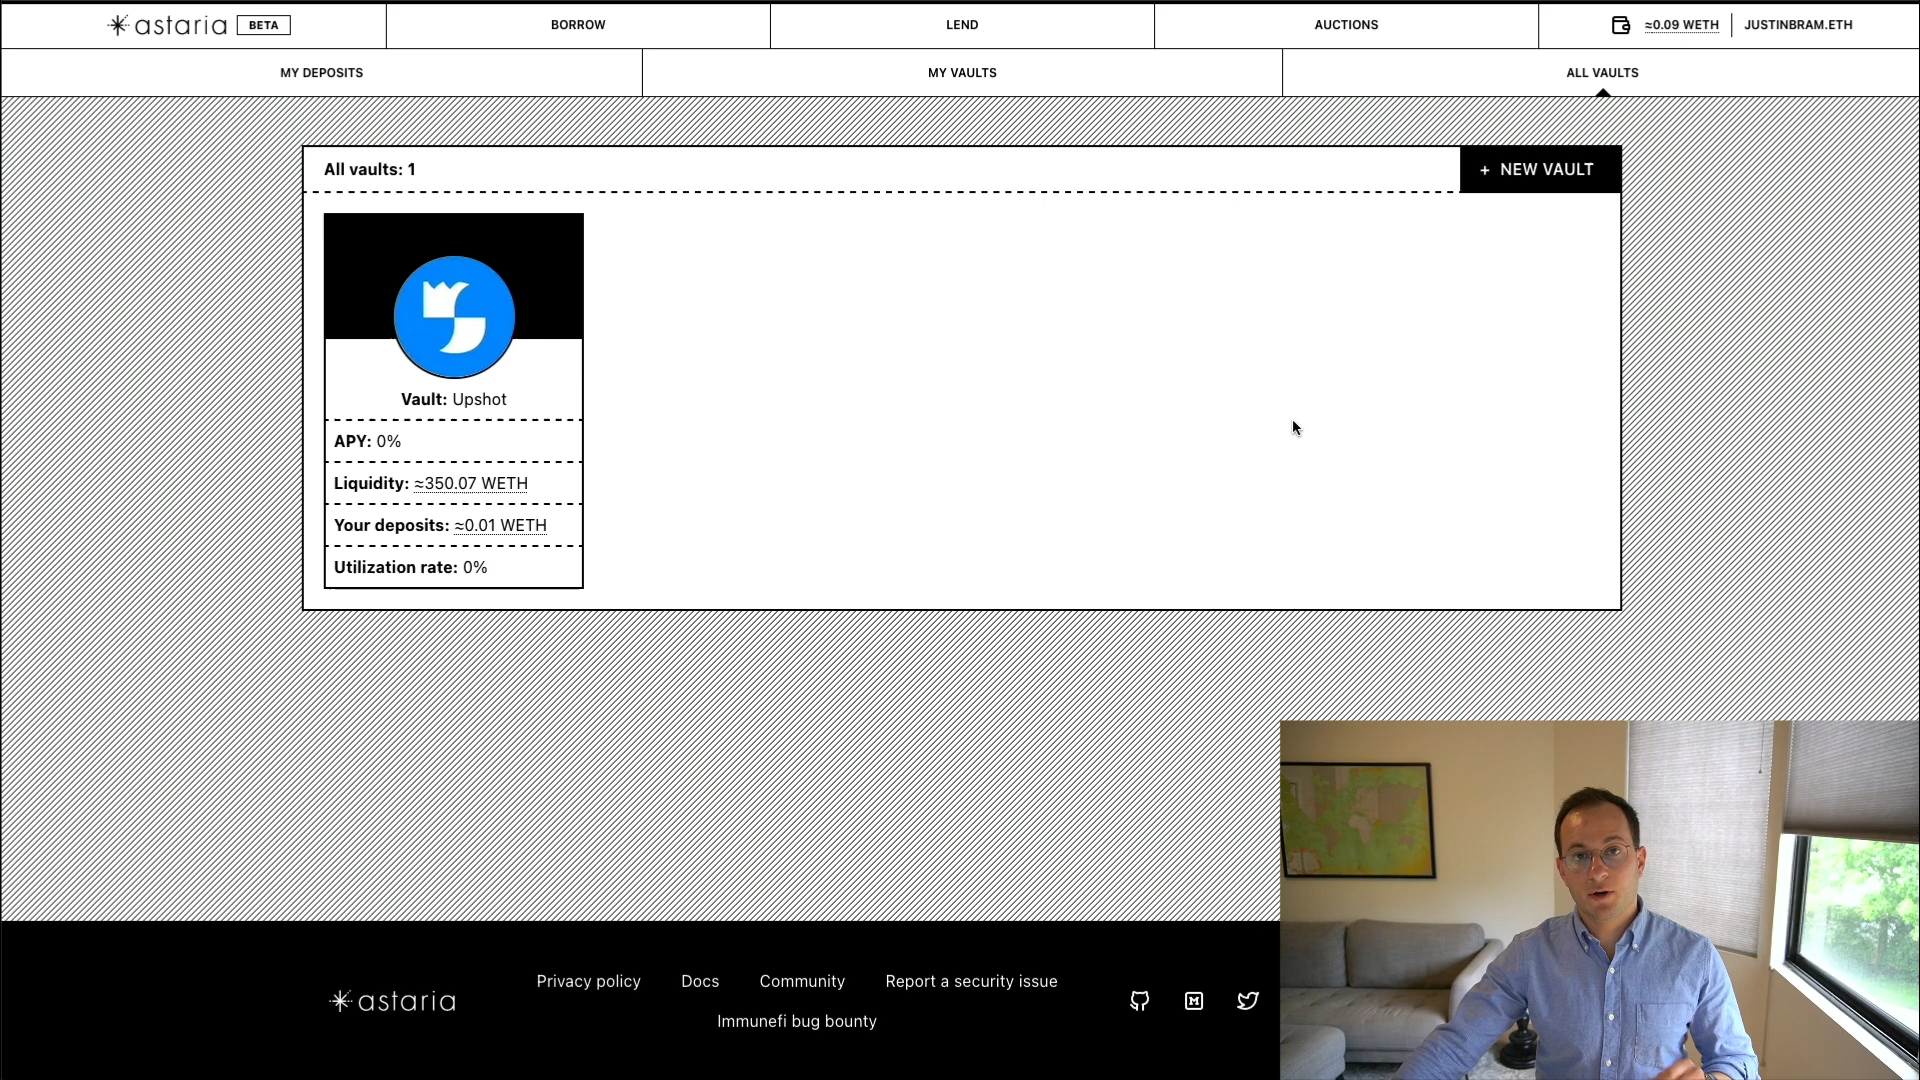 astaria BETA
BORROW
LEND
AUCTIONS
≈0.09 WETH
JUSTINBRAM.ETH
MY DEPOSITS
MY VAULTS
ALL VAULTS
All vaults: 1
+ NEW VAULT
Vault: Upshot
APY: 0%
Liquidity: ≈350.07 WETH
Your deposits: ≈0.01 WETH
Utilization rate: 0%
astaria
Privacy policy
Docs
Community
Report a security issue
Immunefi bug bounty